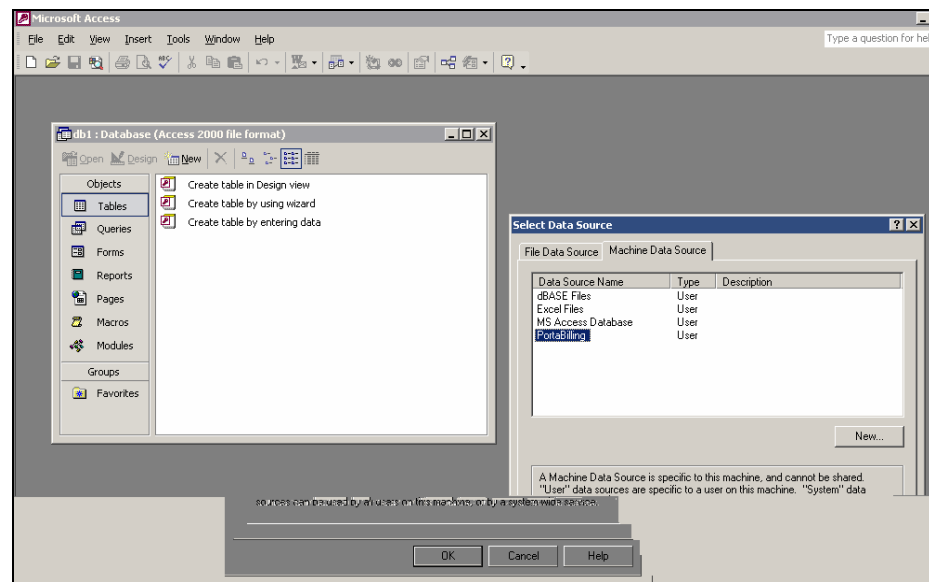 Microsoft Access
File Edit View Insert Tools Window Help
Type a question for hel
db1 : Database (Access 2000 file format)
Open Design New
Objects
Tables
Queries
Forms
Reports
Pages
Macros
Modules
Groups
Favorites
Create table in Design view
Create table by using wizard
Create table by entering data
Select Data Source
File Data Source Machine Data Source
Data Source Name Type Description
dBASE Files User
Excel Files User
MS Access Database User
PortaBilling User
New...
A Machine Data Source is specific to this machine, and cannot be shared.
"User" data sources are specific to a user on this machine. "System" data
sources can be used by all users on this machine, or by a system-wide service.
OK Cancel Help